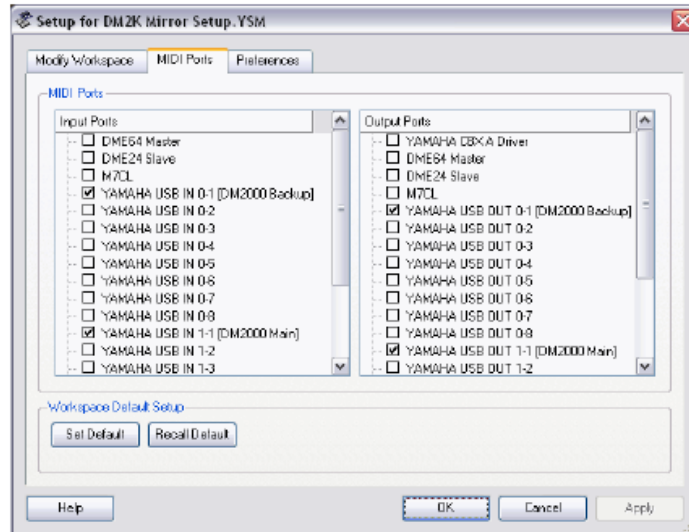 Setup for DM2K Mirror Setup.YSM
Modify Workspace
MIDI Ports
Preferences
MIDI Ports
Input Ports
DME64 Master
DME24 Slave
M7CL
YAMAHA USB IN 0-1 [DM2000 Backup]
YAMAHA USB IN 0-2
YAMAHA USB IN 0-3
YAMAHA USB IN 0-4
YAMAHA USB IN 0-5
YAMAHA USB IN 0-6
YAMAHA USB IN 0-7
YAMAHA USB IN 0-8
YAMAHA USB IN 1-1 [DM2000 Main]
YAMAHA USB IN 1-2
YAMAHA USB IN 1-3
Output Ports
YAMAHA CBX.A Driver
DME64 Master
DME24 Slave
M7CL
YAMAHA USB OUT 0-1 [DM2000 Backup]
YAMAHA USB OUT 0-2
YAMAHA USB OUT 0-3
YAMAHA USB OUT 0-4
YAMAHA USB OUT 0-5
YAMAHA USB OUT 0-6
YAMAHA USB OUT 0-7
YAMAHA USB OUT 0-8
YAMAHA USB OUT 1-1 [DM2000 Main]
YAMAHA USB OUT 1-2
Workspace Default Setup
Set Default
Recall Default
Help
OK
Cancel
Apply